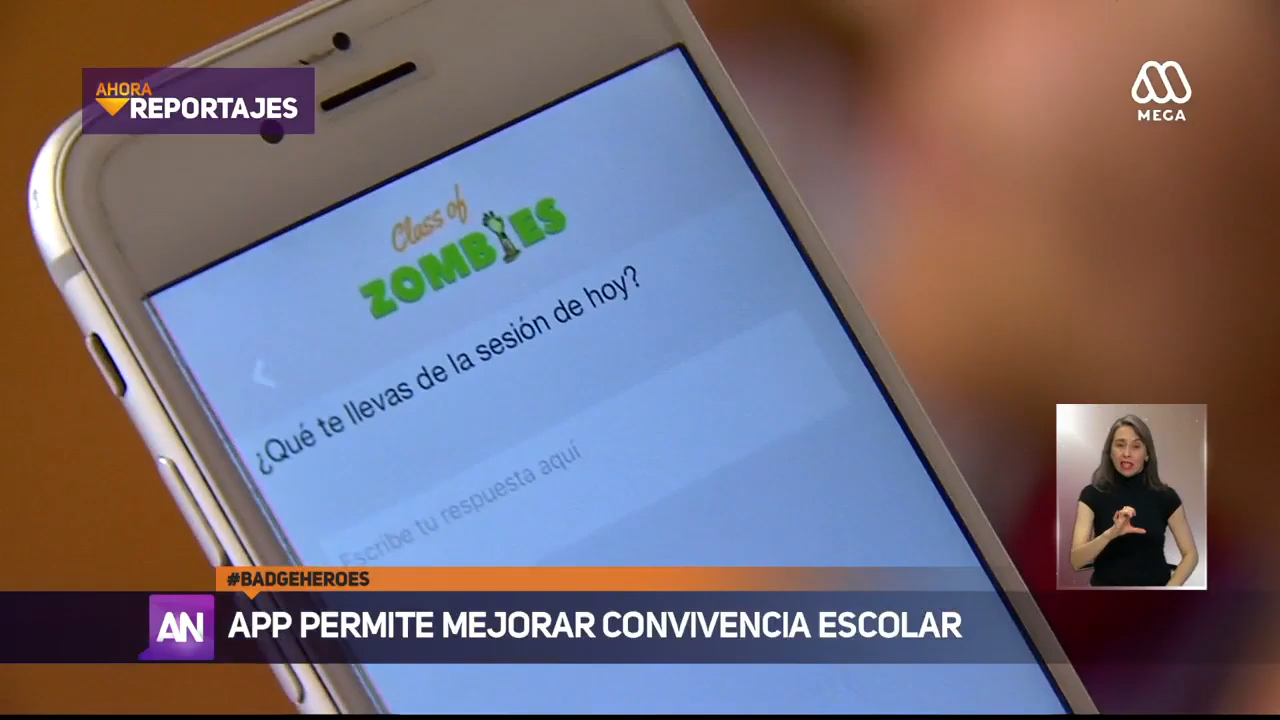 AHORA
REPORTAJES
MEGA
Class of
ZOMBIES
¿Qué te llevas de la sesión de hoy?
Escribe tu respuesta aquí
#BADGEHEROES
AN
APP PERMITE MEJORAR CONVIVENCIA ESCOLAR